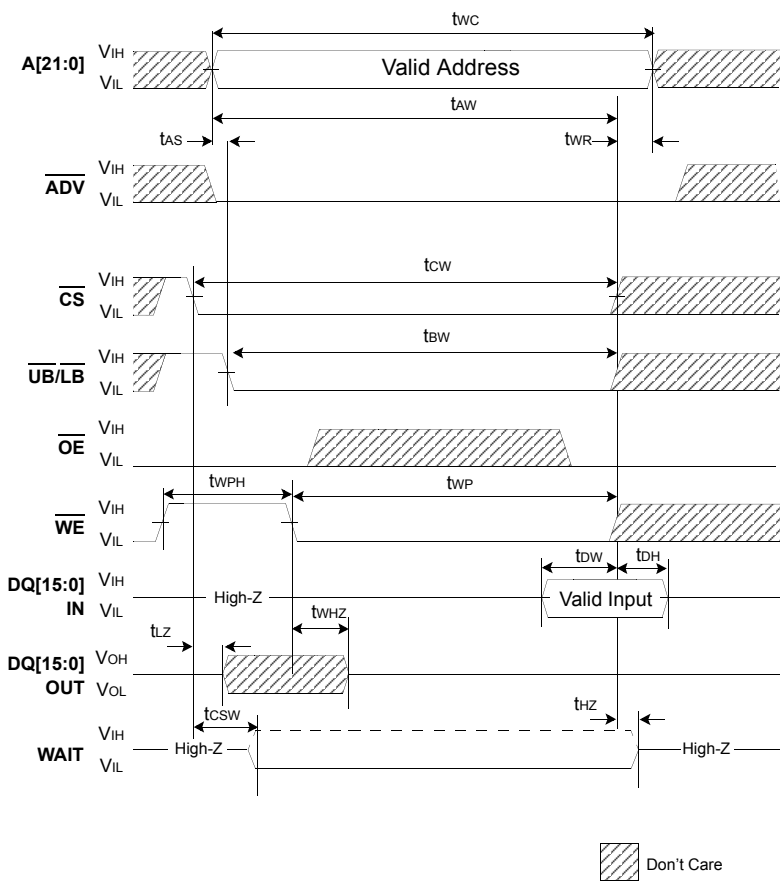 tWC
A[21:0] VIH VIL Valid Address
tAW
tAS tWR
ADV VIH VIL
tCW
CS VIH VIL
tBW
UB/LB VIH VIL
OE VIH VIL
tWPH tWP
WE VIH VIL
tDW tDH
DQ[15:0] IN VIH VIL High-Z Valid Input
tLZ tWHZ
DQ[15:0] OUT VOH VOL
tCSW tHZ
WAIT VIH VIL High-Z High-Z
Don't Care